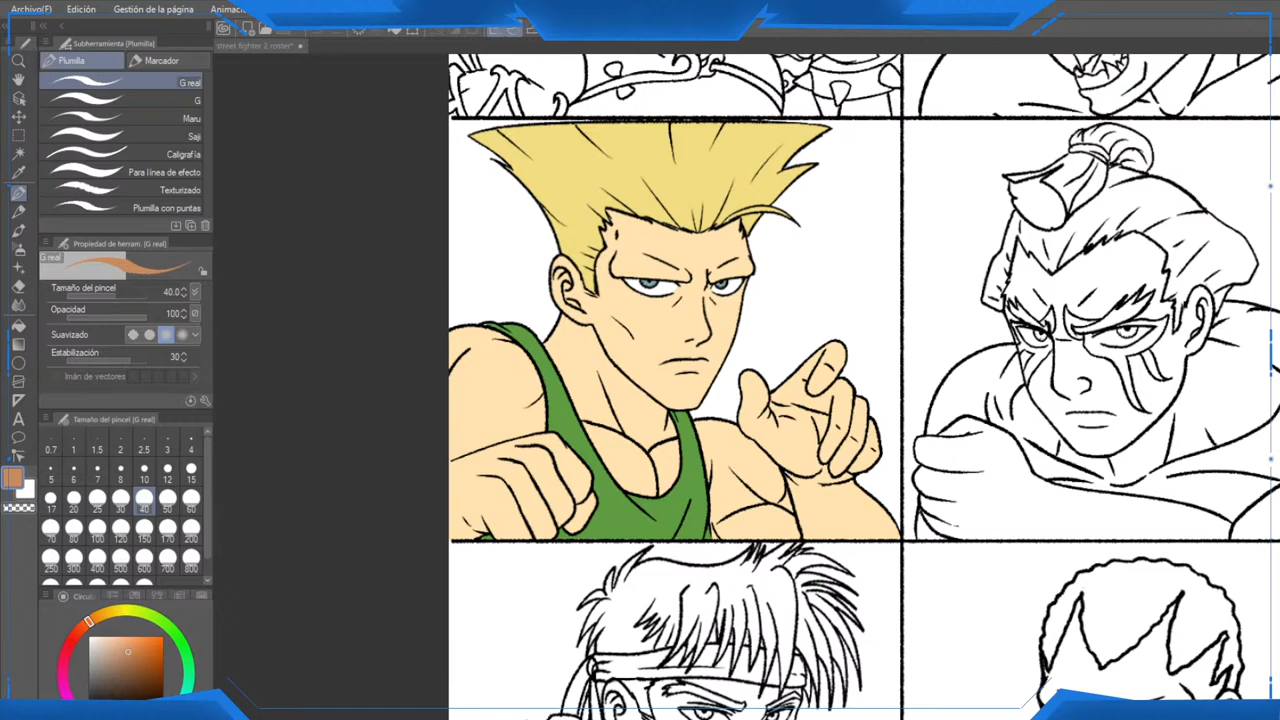 Archivo(F) Edición Gestión de la página Animació
Subherramienta (Plumilla)
street fighter 2 roster*
Plumilla Marcador
G real
G
Maru
Saji
Caligrafía
Para línea de efecto
Texturizado
Plumilla con puntas
Propiedad de herram. (G real)
G real
Tamaño del pincel 40.0
Opacidad 100
Suavizado
Estabilización 30
Imán de vectores
Tamaño del pincel (G real)
0.7 1 1.5 2 2.5 3 4
5 6 7 8 10 12 15
17 20 25 30 40 50 60
70 80 100 120 150 170 200
250 300 400 500 600 700 800
Círculo